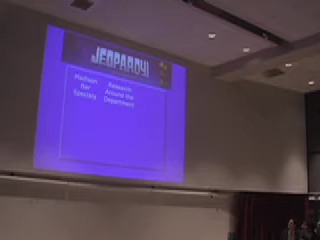 JEOPARDY!
Madison
Bar
Specials
Research
Around the
Department